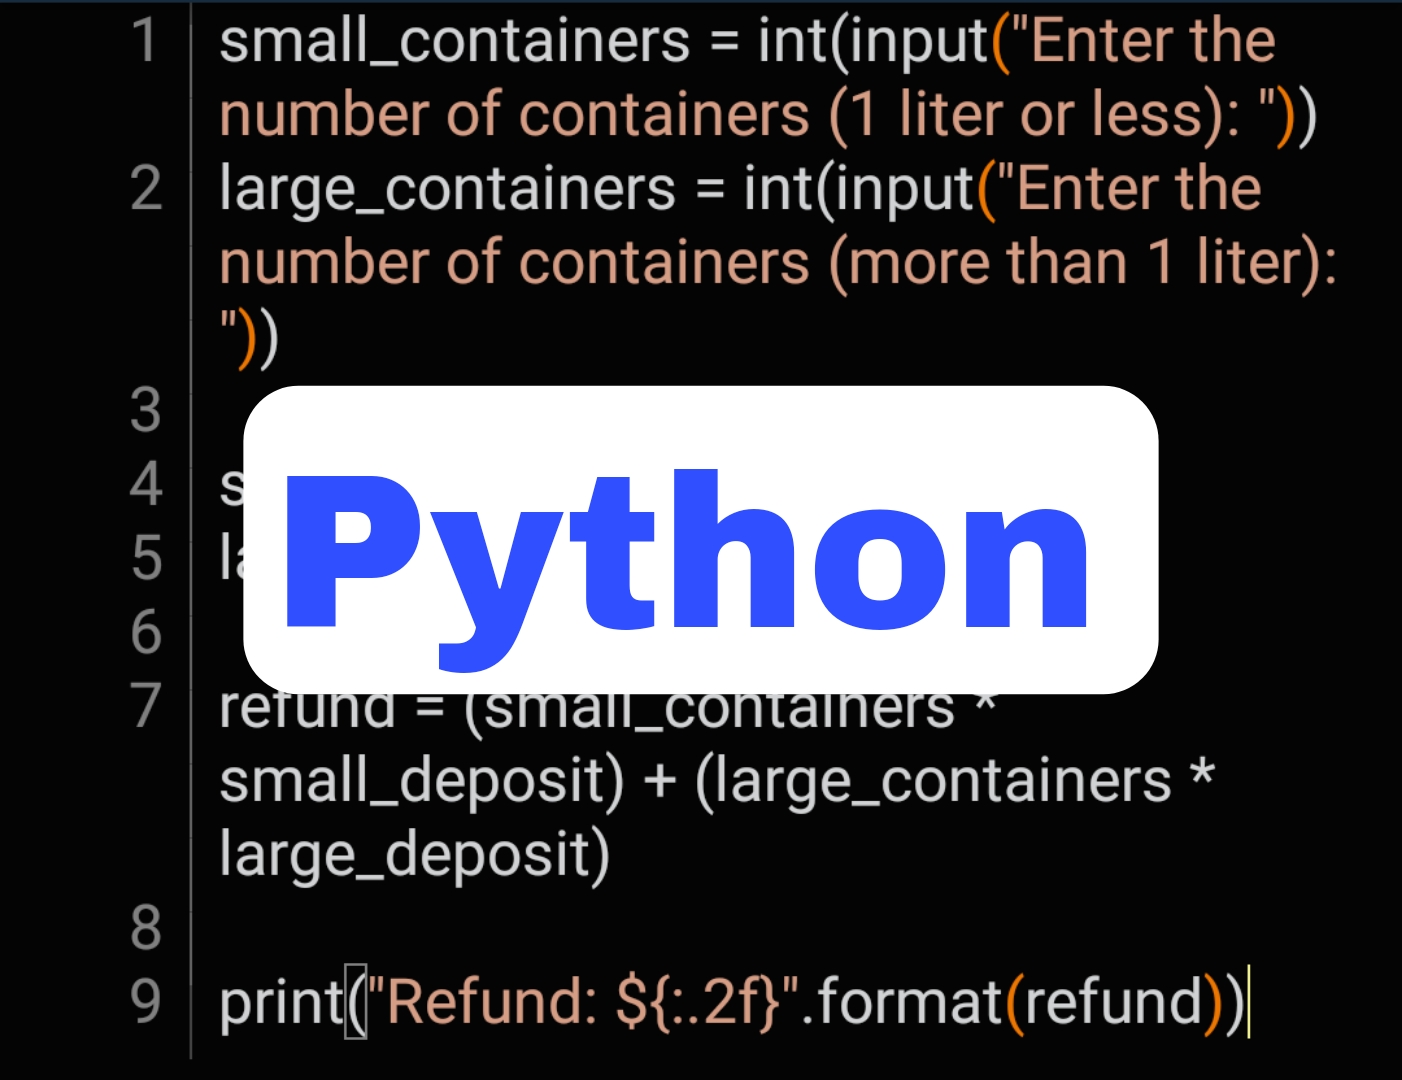 1 small_containers = int(input("Enter the
number of containers (1 liter or less): "))
2 large_containers = int(input("Enter the
number of containers (more than 1 liter):
"))
3
4
5
6
Python
7 refund = (small_containers *
small_deposit) + (large_containers *
large_deposit)
8
9 print("Refund: ${:.2f}".format(refund))